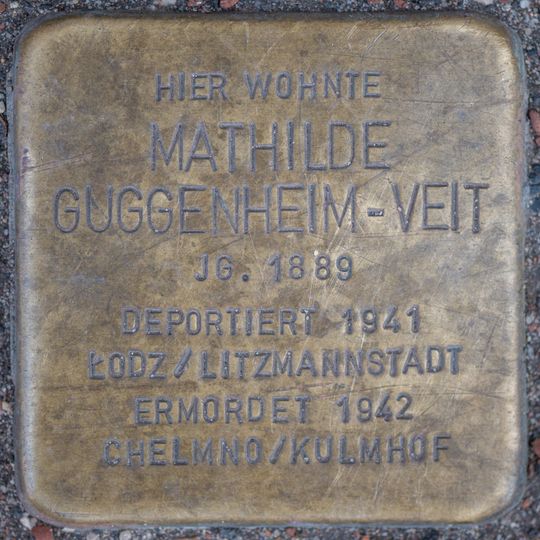 HIER WOHNTE
MATHILDE
GUGGENHEIM-VEIT
JG. 1889
DEPORTIERT 1941
ŁODZ/LITZMANNSTADT
ERMORDET 1942
CHELMNO/KULMHOF